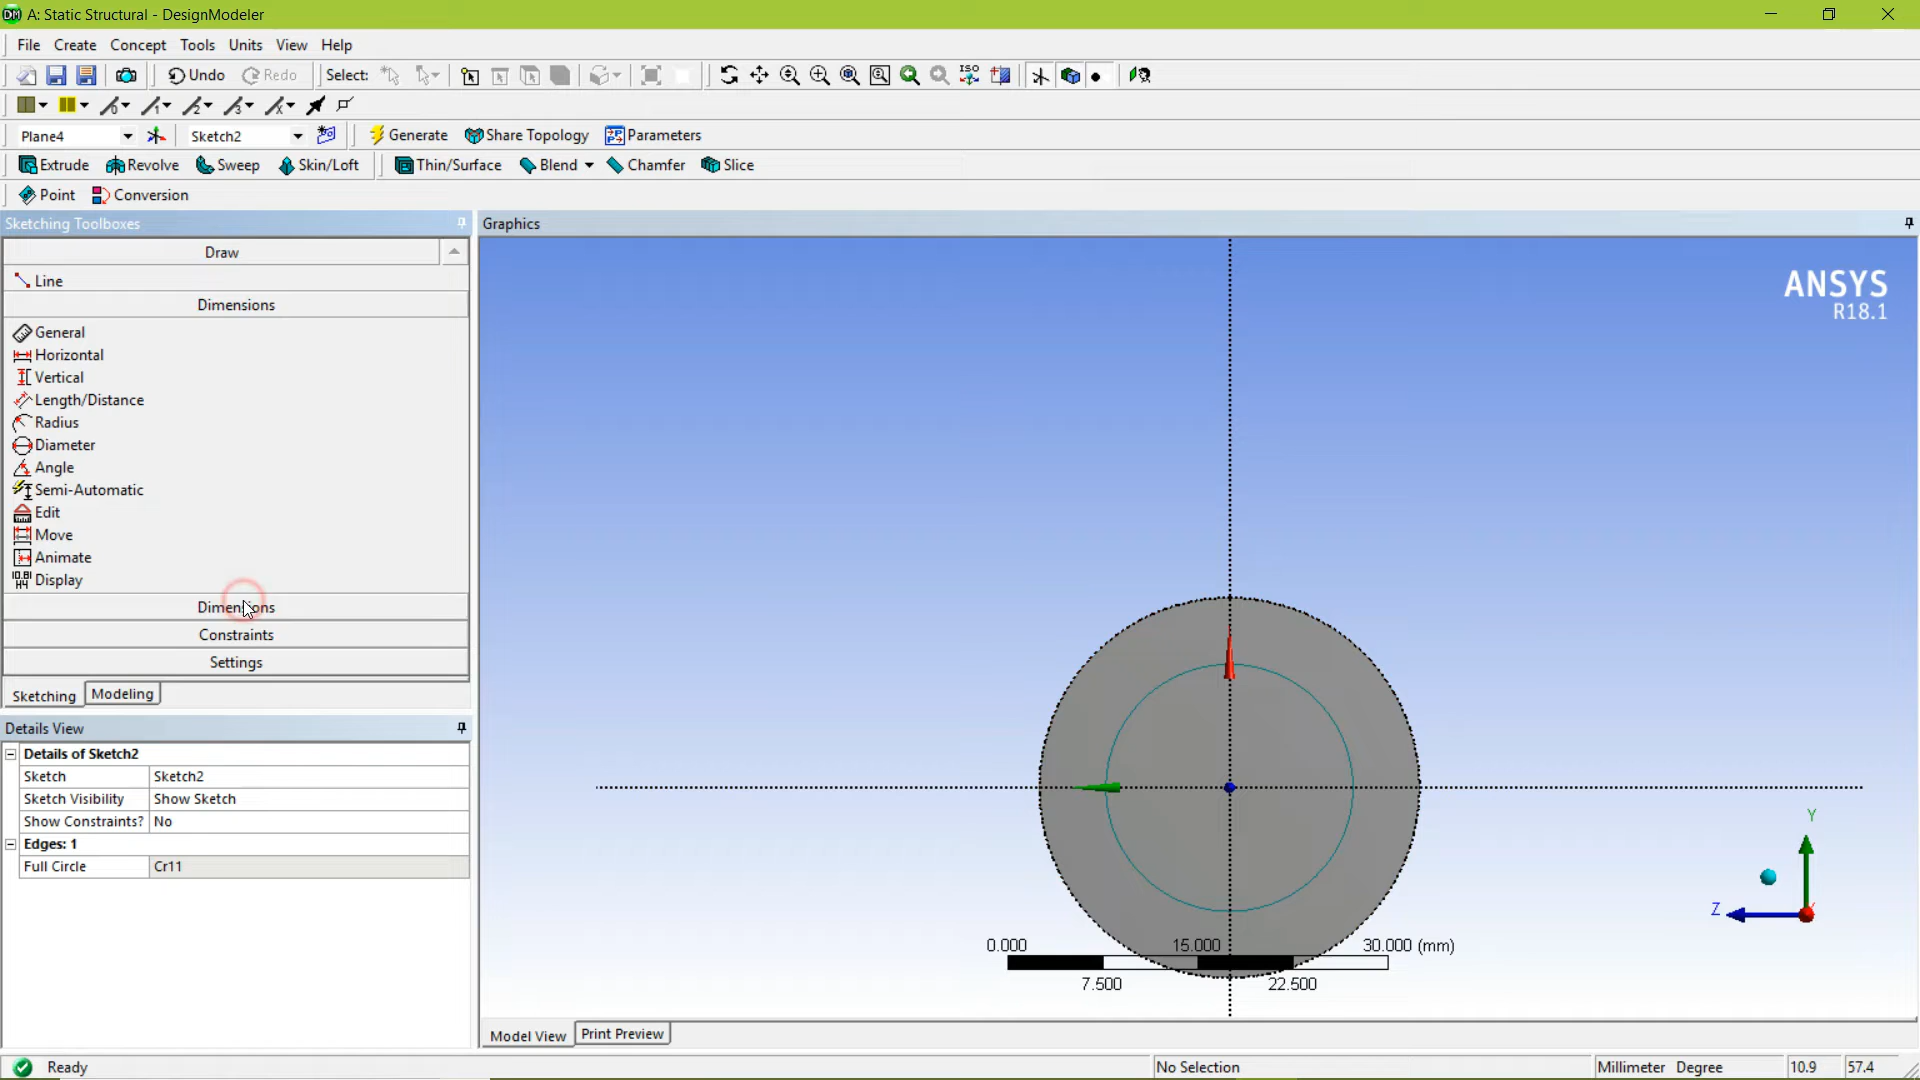 DM A: Static Structural - DesignModeler
File Create Concept Tools Units View Help
Undo Redo Select: ISO
Plane4 Sketch2 Generate Share Topology Parameters
Extrude Revolve Sweep Skin/Loft Thin/Surface Blend Chamfer Slice
Point Conversion
Sketching Toolboxes
Draw
Line
Dimensions
General
Horizontal
Vertical
Length/Distance
Radius
Diameter
Angle
Semi-Automatic
Edit
Move
Animate
Display
Dimensions
Constraints
Settings
Sketching Modeling
Details View
Details of Sketch2
Sketch Sketch2
Sketch Visibility Show Sketch
Show Constraints? No
Edges: 1
Full Circle Cr11
Graphics
ANSYS
R18.1
Y
Z
0.000 15.000 30.000 (mm)
7.500 22.500
Model View Print Preview
Ready No Selection Millimeter Degree 10.9 57.4